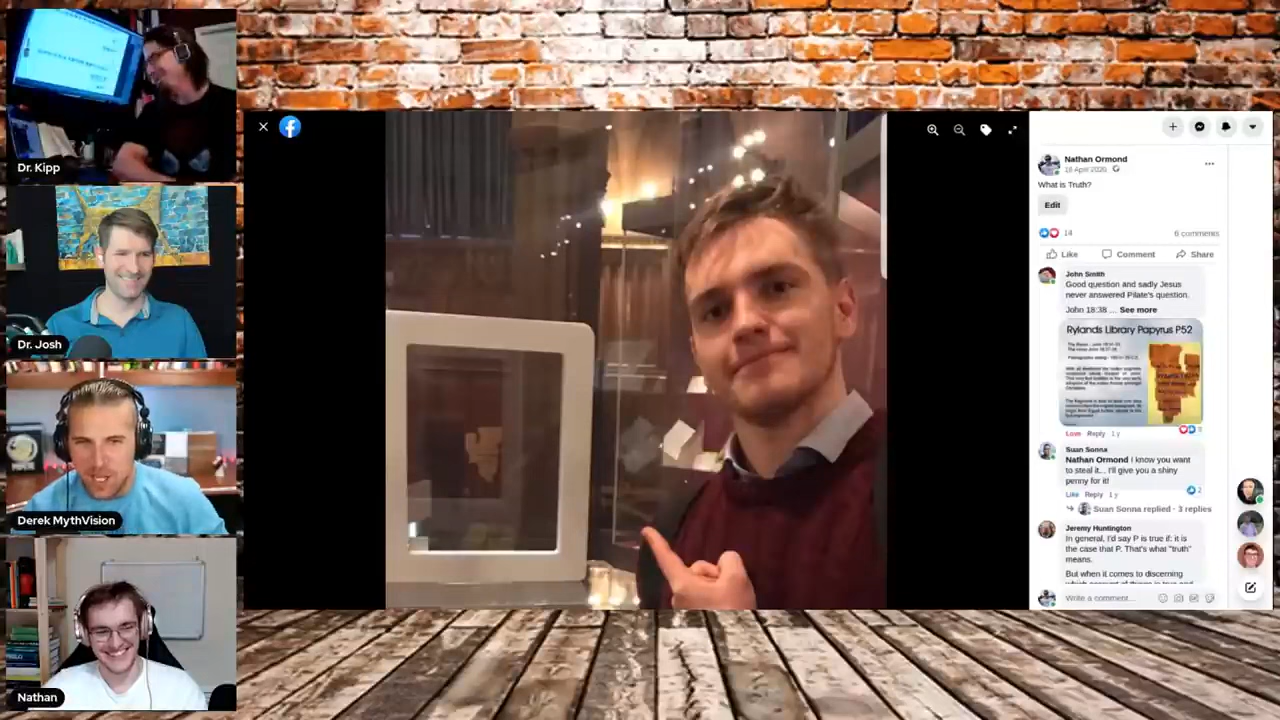 Dr. Kipp
Dr. Josh
Derek MythVision
Nathan
Nathan Ormond
What is Truth?
Edit
14
6 comments
Like
Comment
Share
John Smith
Good question and sadly Jesus
never answered Pilate's question.
John 18:38 ... See more
Rylands Library Papyrus P52
Love Reply 1 y
Suan Sonna
Nathan Ormond I know you want
to steal it... I'll give you a shiny
penny for it!
2
Like Reply 1 y
Suan Sonna replied · 3 replies
Jeremy Huntington
In general, I'd say P is true if: it is
the case that P. That's what "truth"
means.
But when it comes to discerning
Write a comment...